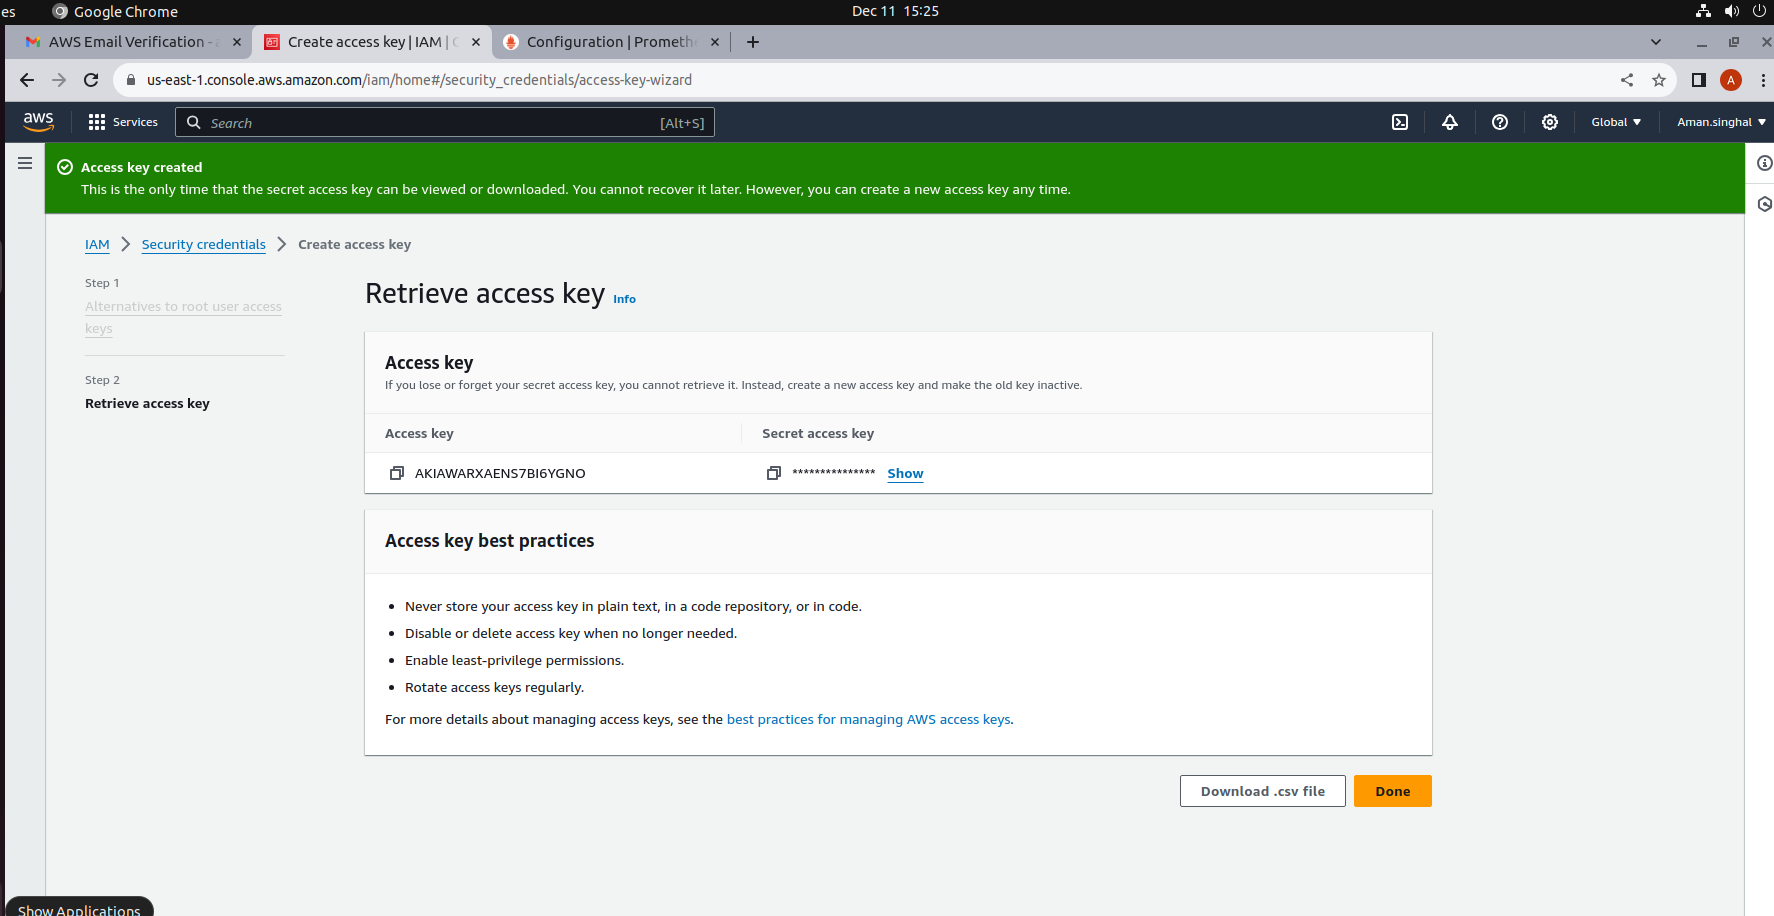 es
Google Chrome
Dec 11 15:25
AWS Email Verification - a
Create access key | IAM | G
Configuration | Prometh
us-east-1.console.aws.amazon.com/iam/home#/security_credentials/access-key-wizard
A
aws
Services
Search
[Alt+S]
Global
Aman.singhal
Access key created
This is the only time that the secret access key can be viewed or downloaded. You cannot recover it later. However, you can create a new access key any time.
IAM
Security credentials
Create access key
Step 1
Alternatives to root user access
keys
Step 2
Retrieve access key
Retrieve access key Info
Access key
If you lose or forget your secret access key, you cannot retrieve it. Instead, create a new access key and make the old key inactive.
Access key
Secret access key
AKIAWARXAENS7BI6YGNO
*************** Show
Access key best practices
• Never store your access key in plain text, in a code repository, or in code.
• Disable or delete access key when no longer needed.
• Enable least-privilege permissions.
• Rotate access keys regularly.
For more details about managing access keys, see the best practices for managing AWS access keys.
Download .csv file
Done
Show Applications